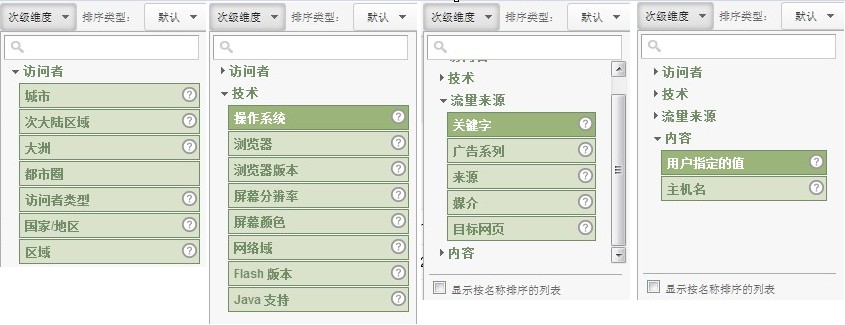 次级维度 排序类型: 默认
访问者
城市
次大陆区域
大洲
都市圈
访问者类型
国家/地区
区域
次级维度 排序类型: 默认
访问者
技术
操作系统
浏览器
浏览器版本
屏幕分辨率
屏幕颜色
网络域
Flash 版本
Java 支持
次级维度 排序类型: 默认
技术
流量来源
关键字
广告系列
来源
媒介
目标网页
内容
显示按名称排序的列表
次级维度 排序类型: 默认
访问者
技术
流量来源
内容
用户指定的值
主机名
显示按名称排序的列表